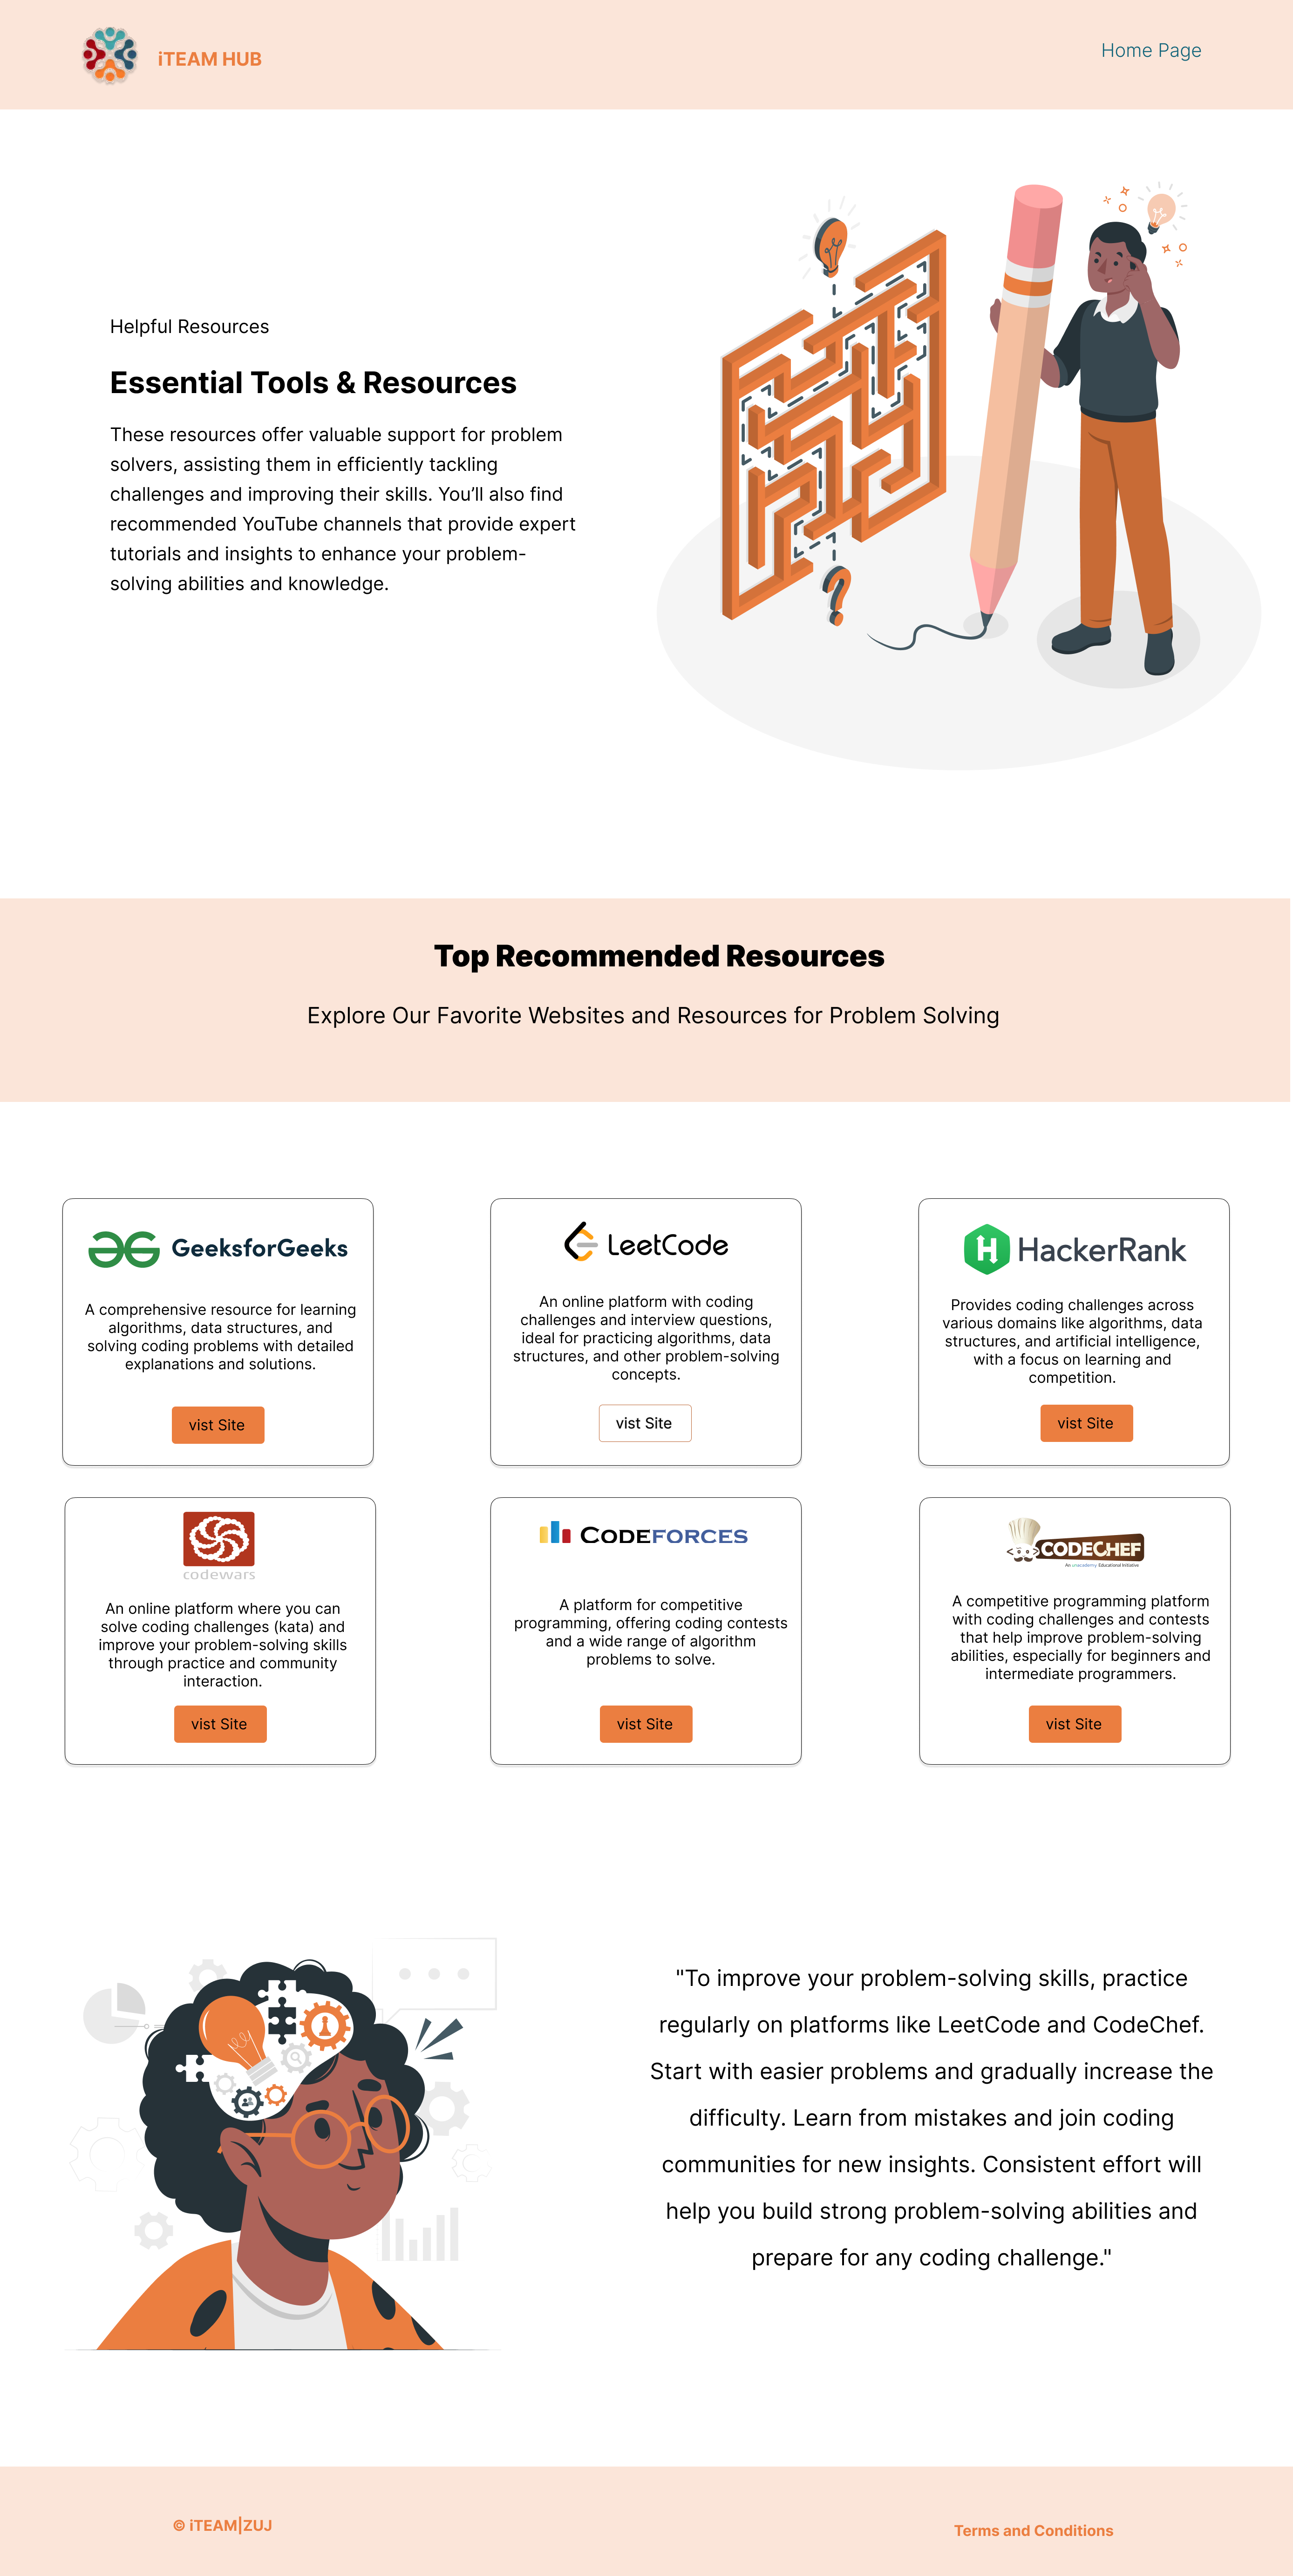 iTEAM HUB
Home Page
Helpful Resources
Essential Tools & Resources
These resources offer valuable support for problem
solvers, assisting them in efficiently tackling
challenges and improving their skills. You’ll also find
recommended YouTube channels that provide expert
tutorials and insights to enhance your problem-
solving abilities and knowledge.
Top Recommended Resources
Explore Our Favorite Websites and Resources for Problem Solving
GeeksforGeeks
A comprehensive resource for learning
algorithms, data structures, and
solving coding problems with detailed
explanations and solutions.
vist Site
LeetCode
An online platform with coding
challenges and interview questions,
ideal for practicing algorithms, data
structures, and other problem-solving
concepts.
vist Site
H HackerRank
Provides coding challenges across
various domains like algorithms, data
structures, and artificial intelligence,
with a focus on learning and
competition.
vist Site
codewars
An online platform where you can
solve coding challenges (kata) and
improve your problem-solving skills
through practice and community
interaction.
vist Site
CODEFORCES
A platform for competitive
programming, offering coding contests
and a wide range of algorithm
problems to solve.
vist Site
CODECHEF
An unacademy Educational Initiative
A competitive programming platform
with coding challenges and contests
that help improve problem-solving
abilities, especially for beginners and
intermediate programmers.
vist Site
"To improve your problem-solving skills, practice
regularly on platforms like LeetCode and CodeChef.
Start with easier problems and gradually increase the
difficulty. Learn from mistakes and join coding
communities for new insights. Consistent effort will
help you build strong problem-solving abilities and
prepare for any coding challenge."
© iTEAM|ZUJ
Terms and Conditions